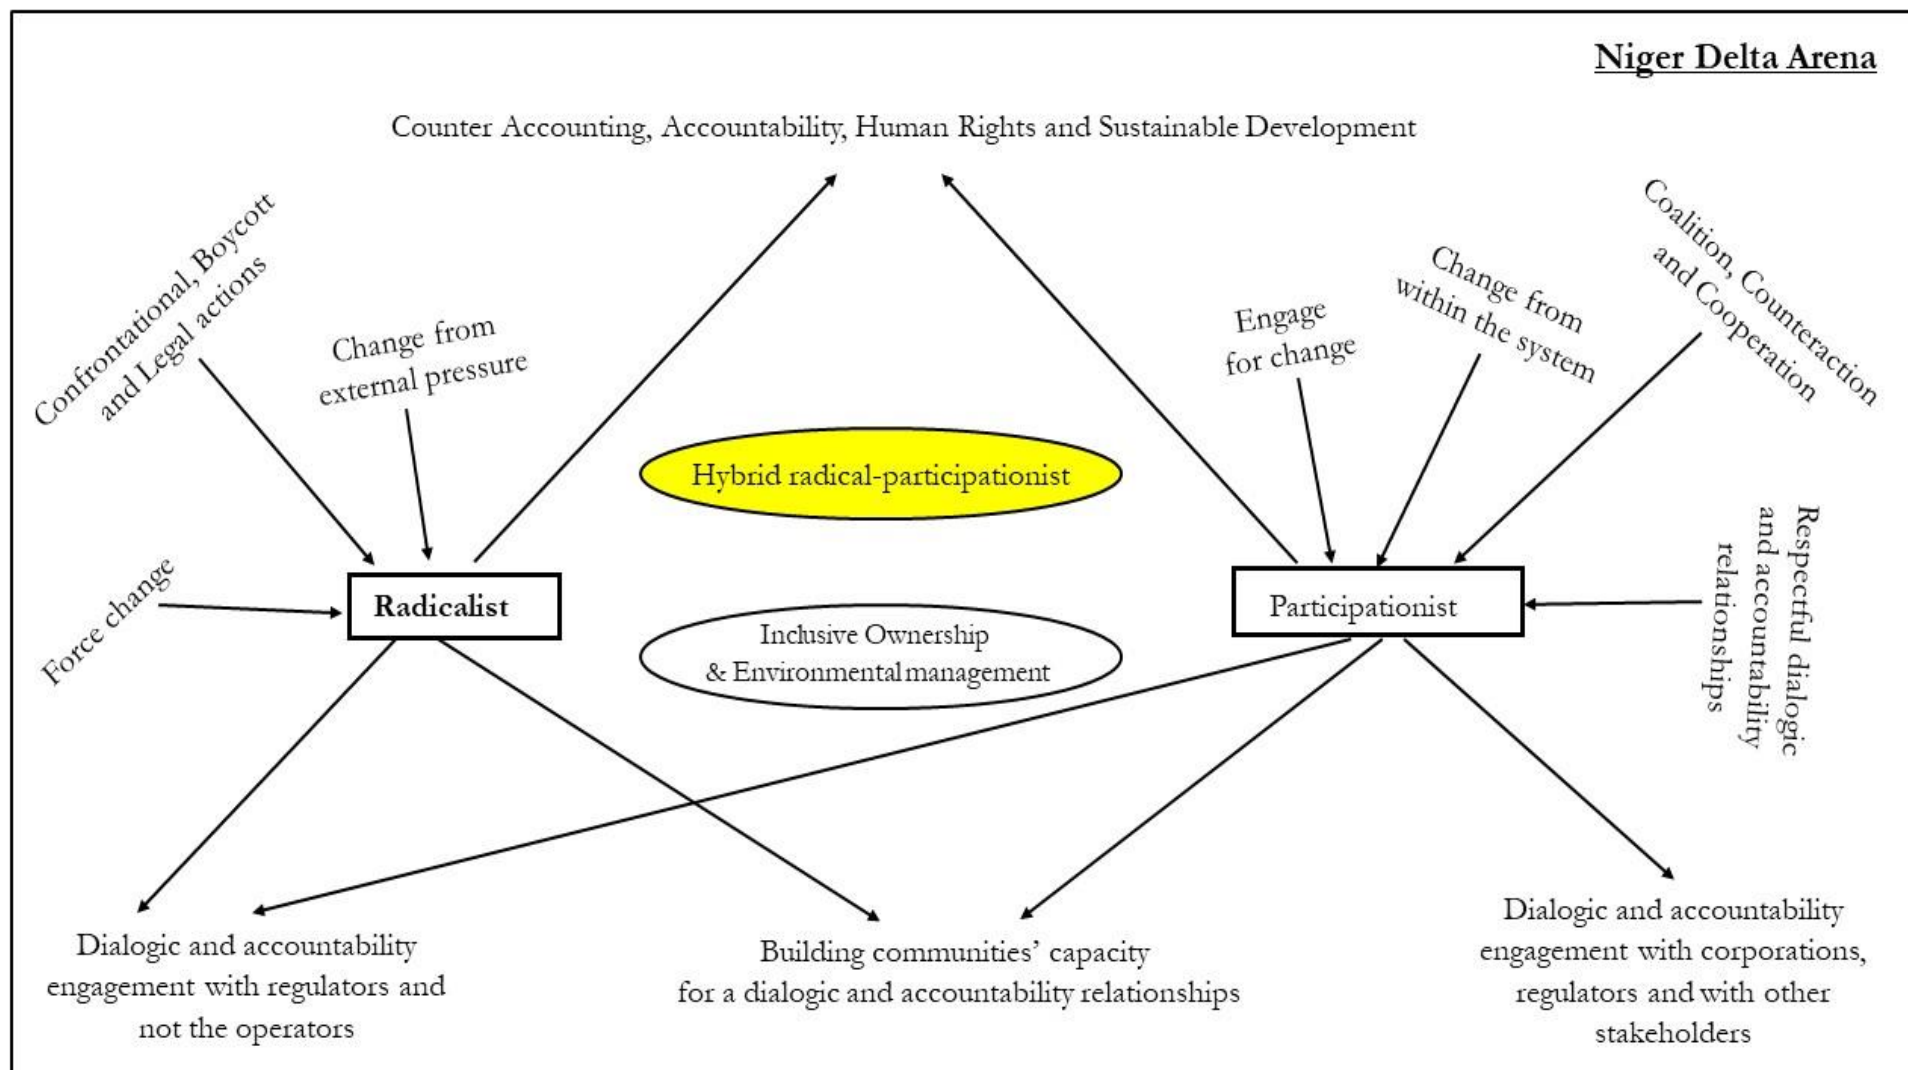 Niger Delta Arena
Counter Accounting, Accountability, Human Rights and Sustainable Development
Confrontational, Boycott
and Legal actions
Change from
external pressure
Engage
for change
Change from
within the system
Coalition, Counteraction
and Cooperation
Hybrid radical-participationist
Force change
Radicalist
Inclusive Ownership
& Environmental management
Participationist
Respectful dialogic
and accountability
relationships
Dialogic and accountability
engagement with regulators and
not the operators
Building communities’ capacity
for a dialogic and accountability relationships
Dialogic and accountability
engagement with corporations,
regulators and with other
stakeholders